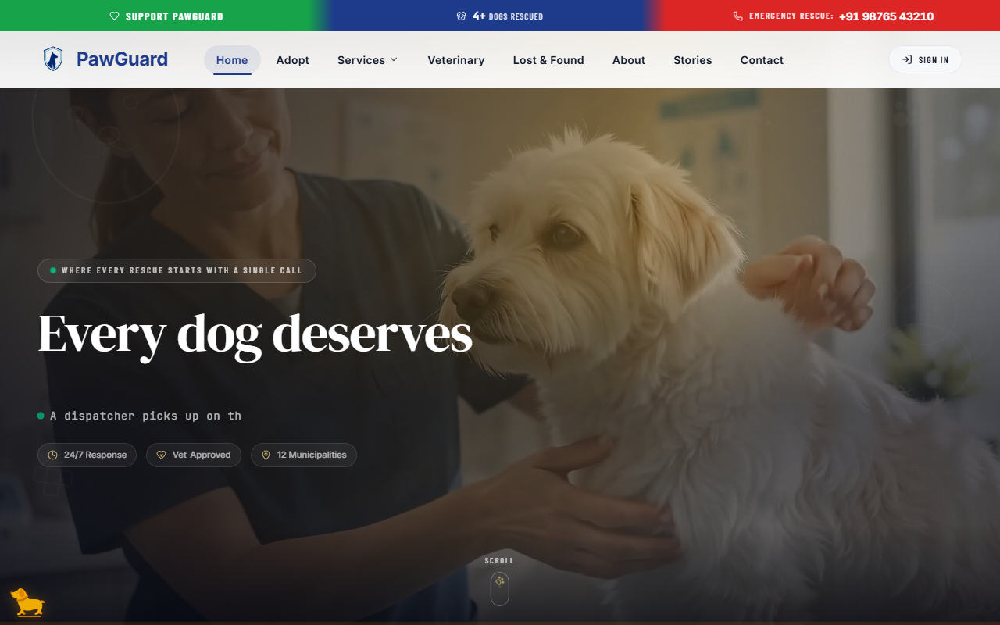 SUPPORT PAWGUARD
4+ DOGS RESCUED
EMERGENCY RESCUE: +91 98765 43210
PawGuard
Home
Adopt
Services
Veterinary
Lost & Found
About
Stories
Contact
SIGN IN
WHERE EVERY RESCUE STARTS WITH A SINGLE CALL
Every dog deserves
A dispatcher picks up on th
24/7 Response
Vet-Approved
12 Municipalities
SCROLL